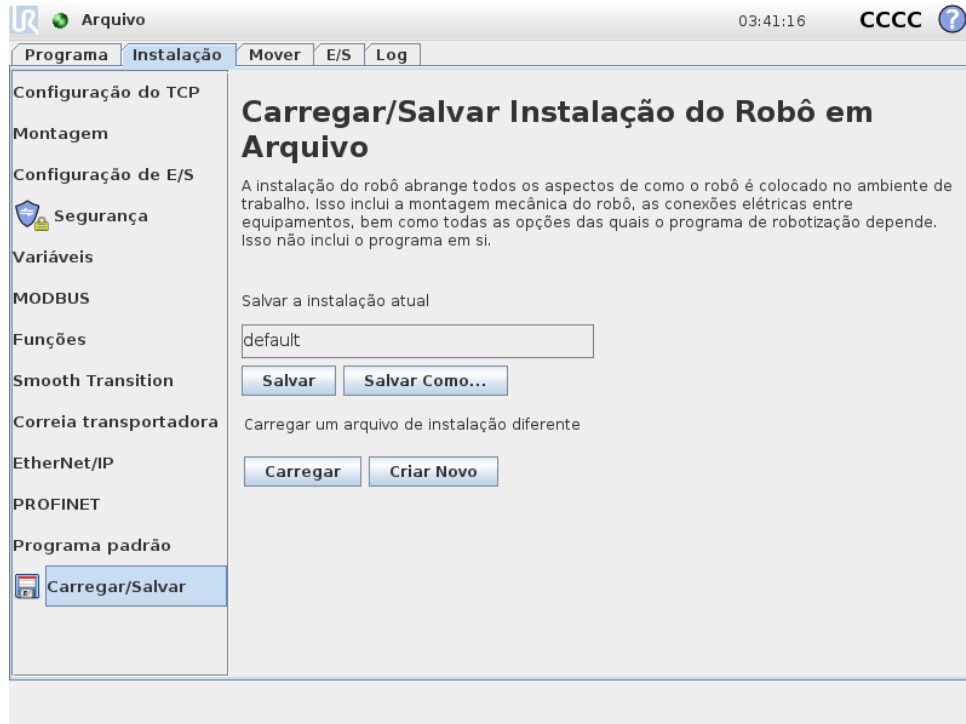 UR Arquivo 03:41:16 CCCC ?
Programa Instalação Mover E/S Log
Configuração do TCP
Montagem
Configuração de E/S
Segurança
Variáveis
MODBUS
Funções
Smooth Transition
Correia transportadora
EtherNet/IP
PROFINET
Programa padrão
Carregar/Salvar
Carregar/Salvar Instalação do Robô em
Arquivo
A instalação do robô abrange todos os aspectos de como o robô é colocado no ambiente de
trabalho. Isso inclui a montagem mecânica do robô, as conexões elétricas entre
equipamentos, bem como todas as opções das quais o programa de robotização depende.
Isso não inclui o programa em si.
Salvar a instalação atual
default
Salvar Salvar Como...
Carregar um arquivo de instalação diferente
Carregar Criar Novo